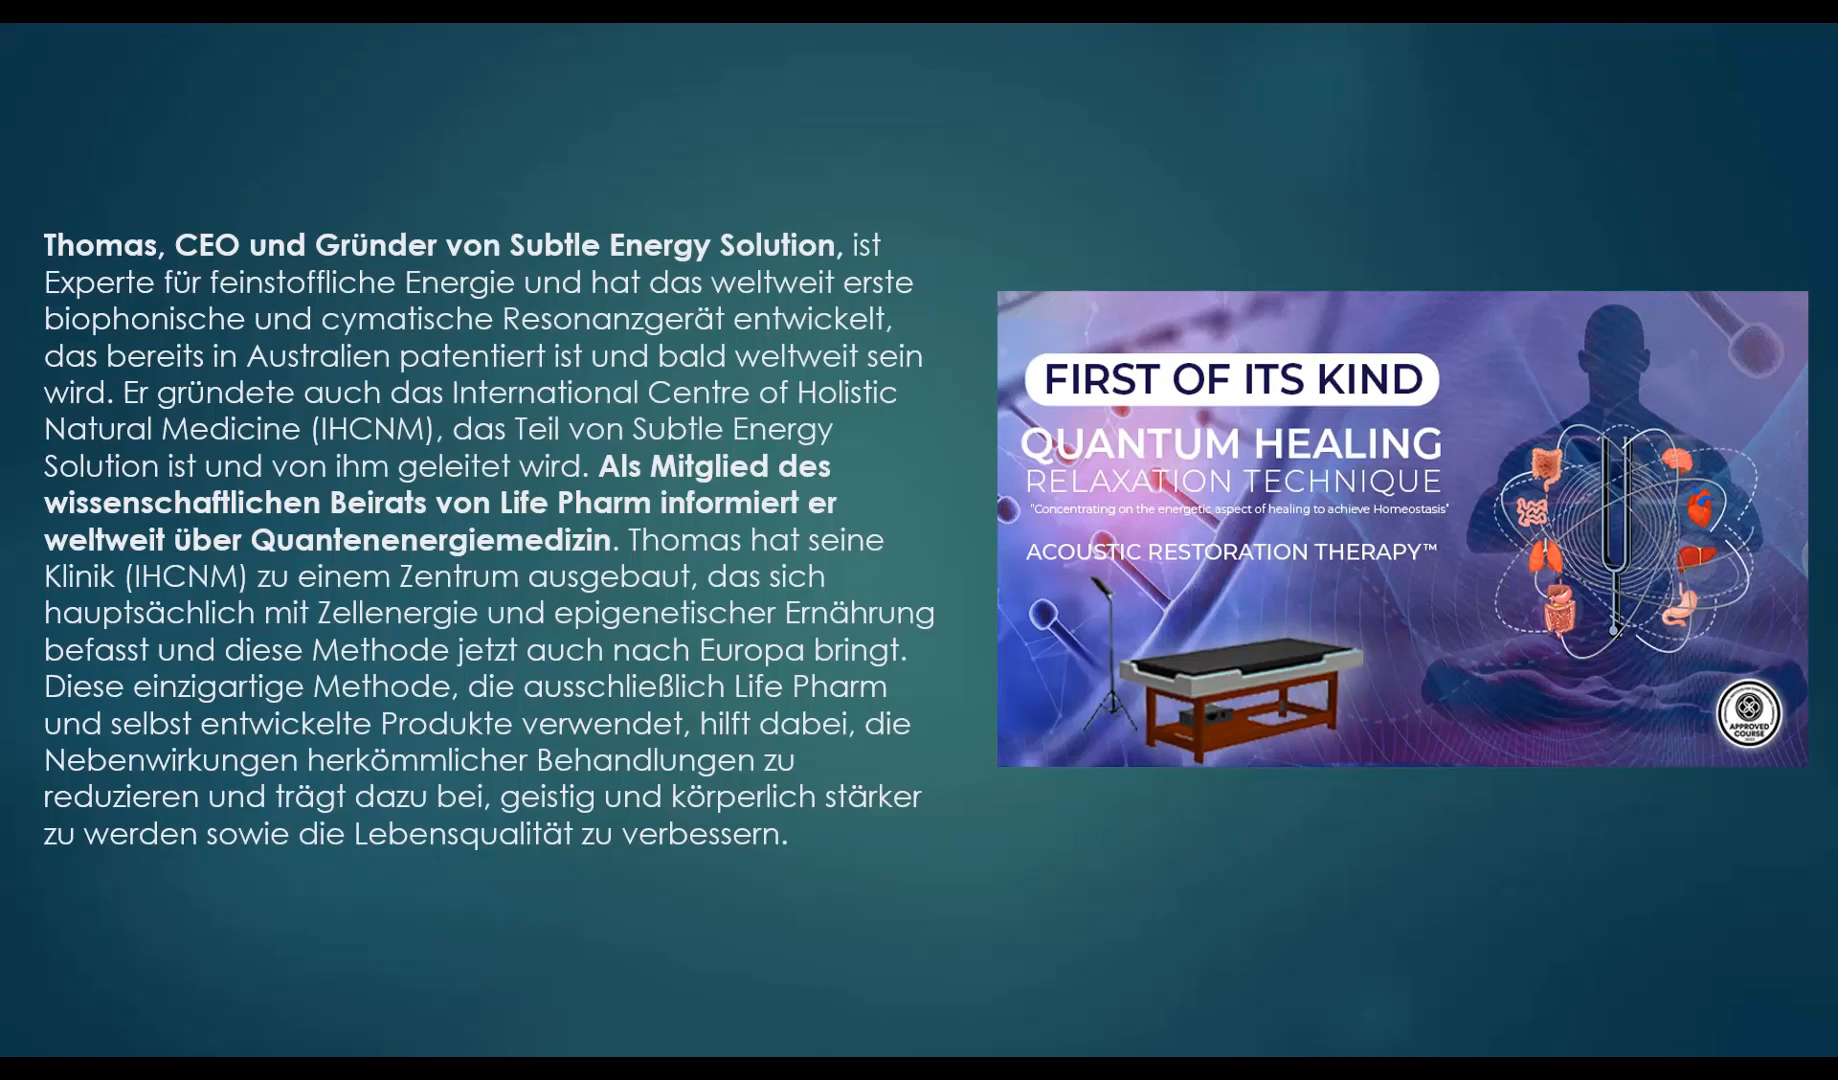 Thomas, CEO und Gründer von Subtle Energy Solution, ist
Experte für feinstoffliche Energie und hat das weltweit erste
biophonische und cymatische Resonanzgerät entwickelt,
das bereits in Australien patentiert ist und bald weltweit sein
wird. Er gründete auch das International Centre of Holistic
Natural Medicine (IHCNM), das Teil von Subtle Energy
Solution ist und von ihm geleitet wird. Als Mitglied des
wissenschaftlichen Beirats von Life Pharm informiert er
weltweit über Quantenenergiemedizin. Thomas hat seine
Klinik (IHCNM) zu einem Zentrum ausgebaut, das sich
hauptsächlich mit Zellenergie und epigenetischer Ernährung
befasst und diese Methode jetzt auch nach Europa bringt.
Diese einzigartige Methode, die ausschließlich Life Pharm
und selbst entwickelte Produkte verwendet, hilft dabei, die
Nebenwirkungen herkömmlicher Behandlungen zu
reduzieren und trägt dazu bei, geistig und körperlich stärker
zu werden sowie die Lebensqualität zu verbessern.
FIRST OF ITS KIND
QUANTUM HEALING
RELAXATION TECHNIQUE
"Concentrating on the energetic aspect of healing to achieve Homeostasis"
ACOUSTIC RESTORATION THERAPY™
APPROVED
COURSE